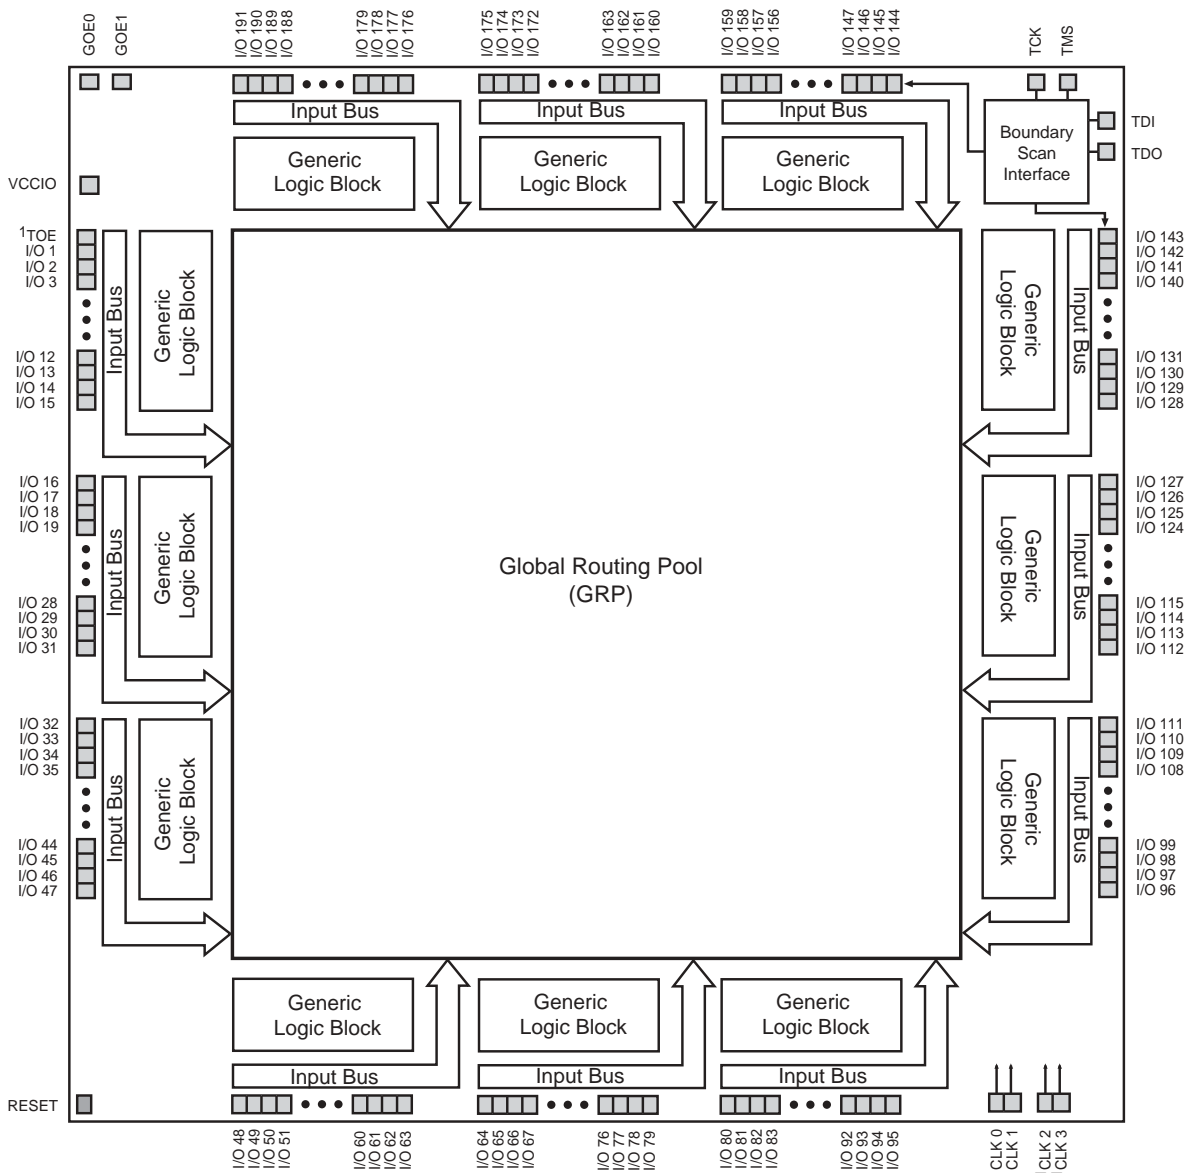 GOE0
GOE1
I/O 191
I/O 190
I/O 189
I/O 188
I/O 179
I/O 178
I/O 177
I/O 176
I/O 175
I/O 174
I/O 173
I/O 172
I/O 163
I/O 162
I/O 161
I/O 160
I/O 159
I/O 158
I/O 157
I/O 156
I/O 147
I/O 146
I/O 145
I/O 144
TCK
TMS
Input Bus
Input Bus
Input Bus
Generic
Logic Block
Generic
Logic Block
Generic
Logic Block
Boundary
Scan
Interface
TDI
TDO
VCCIO
1TOE
I/O 1
I/O 2
I/O 3
I/O 12
I/O 13
I/O 14
I/O 15
Input Bus
Generic
Logic Block
I/O 16
I/O 17
I/O 18
I/O 19
I/O 28
I/O 29
I/O 30
I/O 31
Input Bus
Generic
Logic Block
I/O 32
I/O 33
I/O 34
I/O 35
I/O 44
I/O 45
I/O 46
I/O 47
Input Bus
Generic
Logic Block
Global Routing Pool
(GRP)
Generic
Logic Block
Input Bus
I/O 143
I/O 142
I/O 141
I/O 140
I/O 131
I/O 130
I/O 129
I/O 128
Generic
Logic Block
Input Bus
I/O 127
I/O 126
I/O 125
I/O 124
I/O 115
I/O 114
I/O 113
I/O 112
Generic
Logic Block
Input Bus
I/O 111
I/O 110
I/O 109
I/O 108
I/O 99
I/O 98
I/O 97
I/O 96
Generic
Logic Block
Generic
Logic Block
Generic
Logic Block
Input Bus
Input Bus
Input Bus
RESET
I/O 48
I/O 49
I/O 50
I/O 51
I/O 60
I/O 61
I/O 62
I/O 63
I/O 64
I/O 65
I/O 66
I/O 67
I/O 76
I/O 77
I/O 78
I/O 79
I/O 80
I/O 81
I/O 82
I/O 83
I/O 92
I/O 93
I/O 94
I/O 95
CLK 0
CLK 1
CLK 2
CLK 3